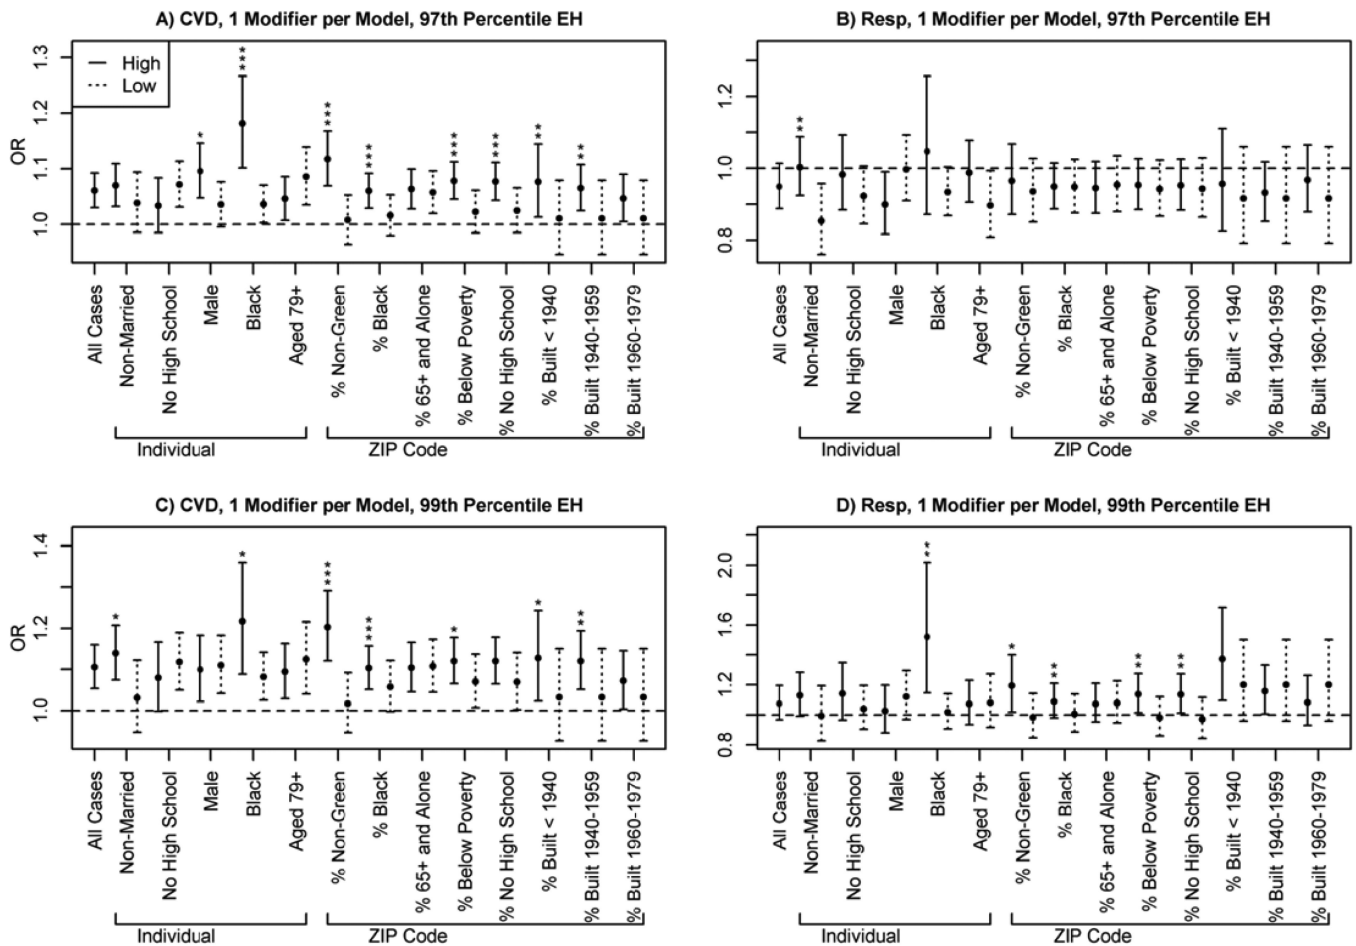 A) CVD, 1 Modifier per Model, 97th Percentile EH
High
Low
OR
1.3
1.2
1.1
1.0
***
*
***
***
***
***
***
**
**
All Cases
Non-Married
No High School
Male
Black
Aged 79+
% Non-Green
% Black
% 65+ and Alone
% Below Poverty
% No High School
% Built < 1940
% Built 1940-1959
% Built 1960-1979
Individual
ZIP Code
B) Resp, 1 Modifier per Model, 97th Percentile EH
1.2
1.0
0.8
**
All Cases
Non-Married
No High School
Male
Black
Aged 79+
% Non-Green
% Black
% 65+ and Alone
% Below Poverty
% No High School
% Built < 1940
% Built 1940-1959
% Built 1960-1979
Individual
ZIP Code
C) CVD, 1 Modifier per Model, 99th Percentile EH
OR
1.4
1.2
1.0
*
*
***
***
*
*
**
All Cases
Non-Married
No High School
Male
Black
Aged 79+
% Non-Green
% Black
% 65+ and Alone
% Below Poverty
% No High School
% Built < 1940
% Built 1940-1959
% Built 1960-1979
Individual
ZIP Code
D) Resp, 1 Modifier per Model, 99th Percentile EH
2.0
1.6
1.2
0.8
**
*
**
**
**
All Cases
Non-Married
No High School
Male
Black
Aged 79+
% Non-Green
% Black
% 65+ and Alone
% Below Poverty
% No High School
% Built < 1940
% Built 1940-1959
% Built 1960-1979
Individual
ZIP Code